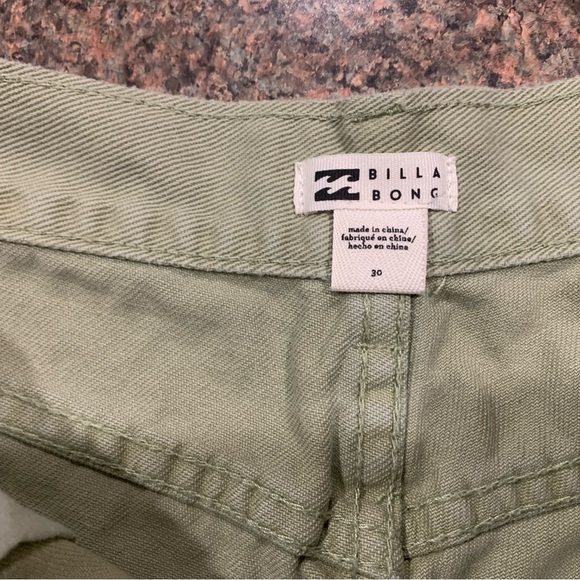 BILLA
BONG
made in china/
fabriqué en chine/
hecho en china
30